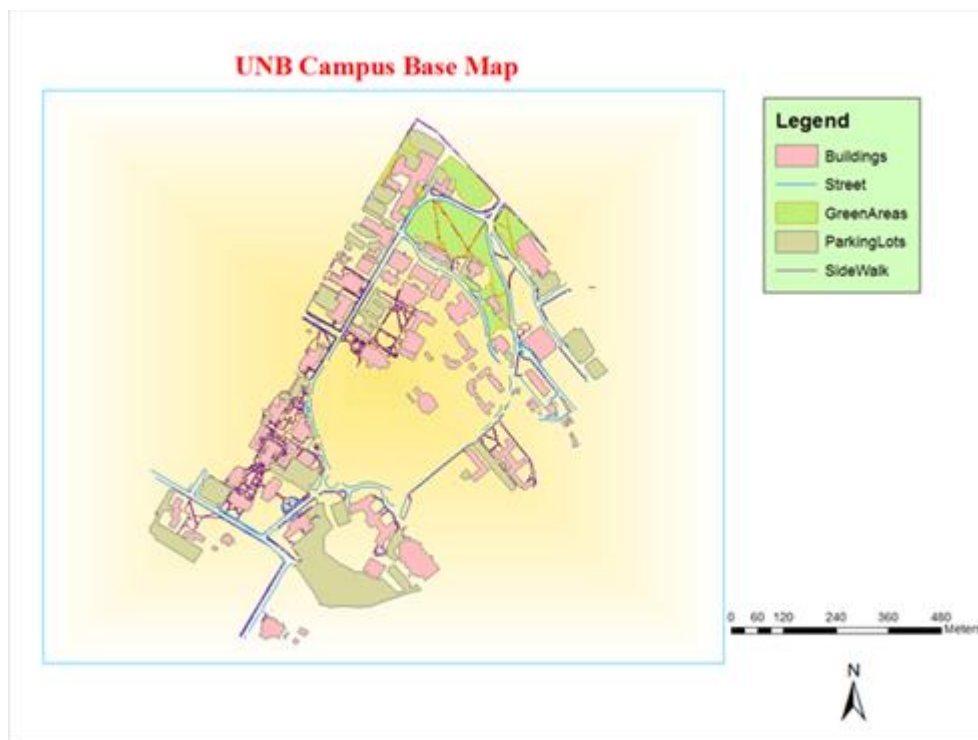 UNB Campus Base Map
Legend
Buildings
Street
GreenAreas
ParkingLots
SideWalk
0 60 120 240 360 480
Meters
N